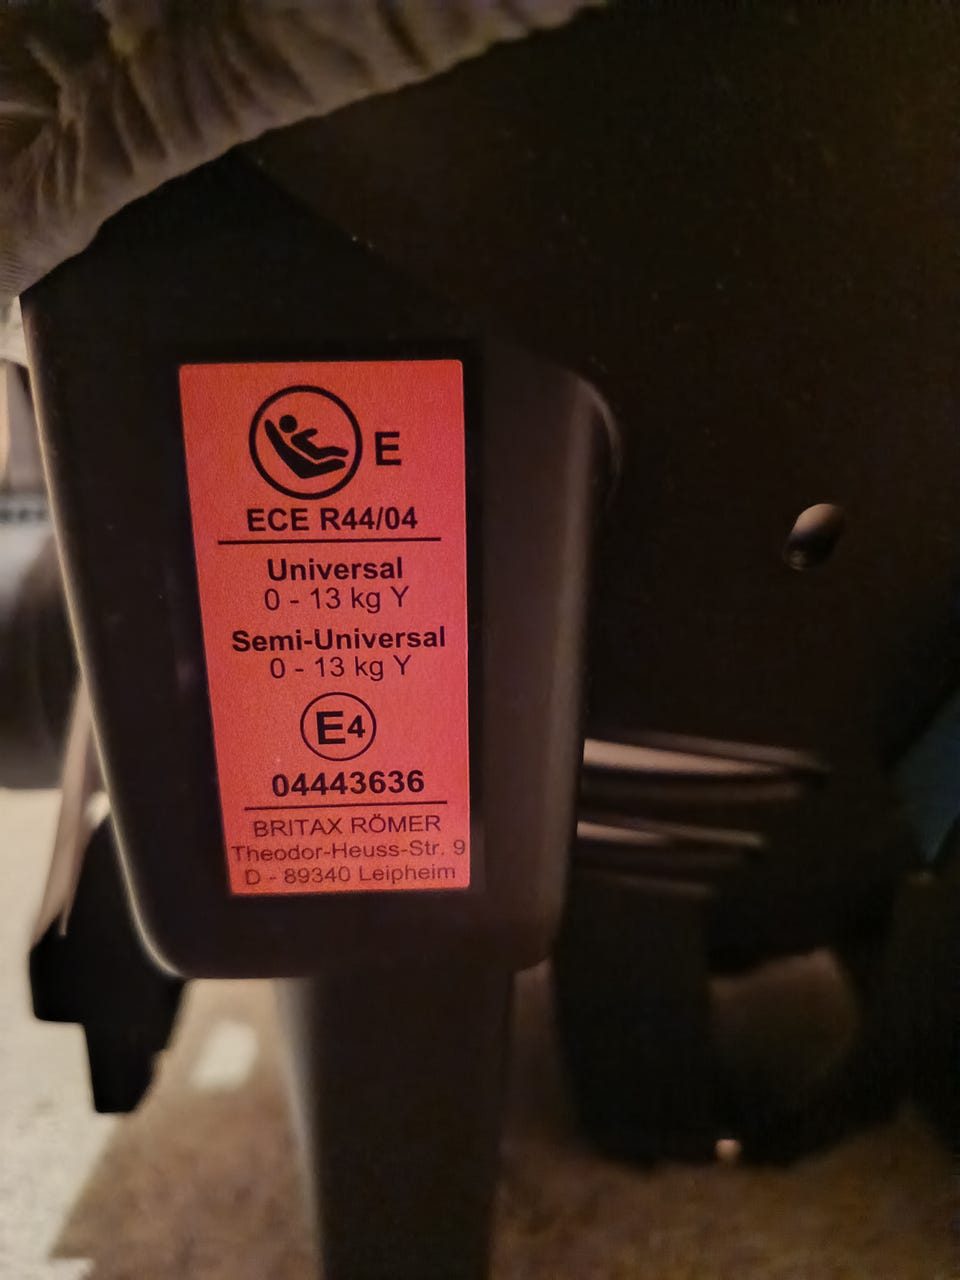 E
ECE R44/04
Universal
0 - 13 kg Y
Semi-Universal
0 - 13 kg Y
E4
04443636
BRITAX RÖMER
Theodor-Heuss-Str. 9
D - 89340 Leipheim